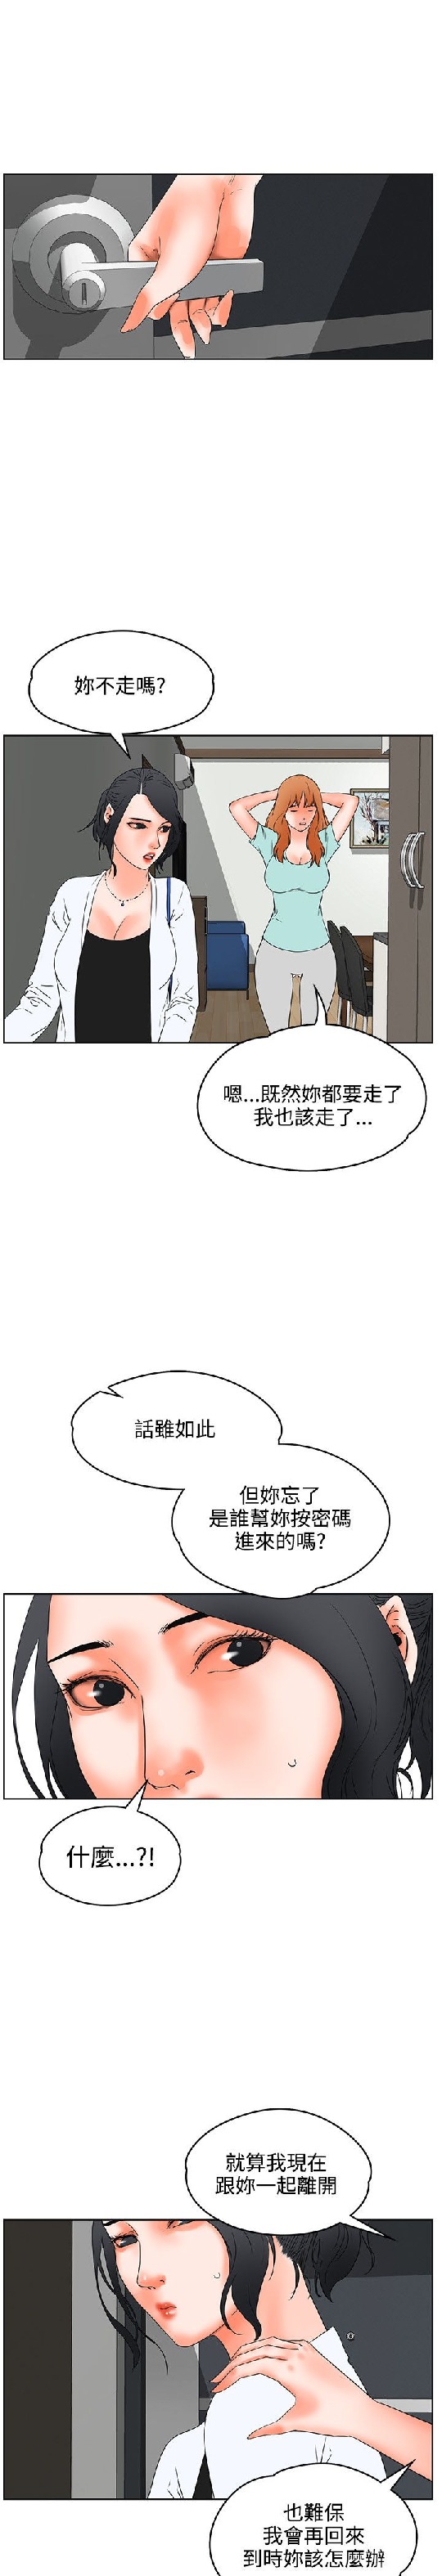 妳不走嗎?
嗯...既然妳都要走了
我也該走了...
話雖如此
但妳忘了
是誰幫妳按密碼
進來的嗎?
什麼...?!
就算我現在
跟妳一起離開
也難保
我會再回來
到時妳該怎麼辦